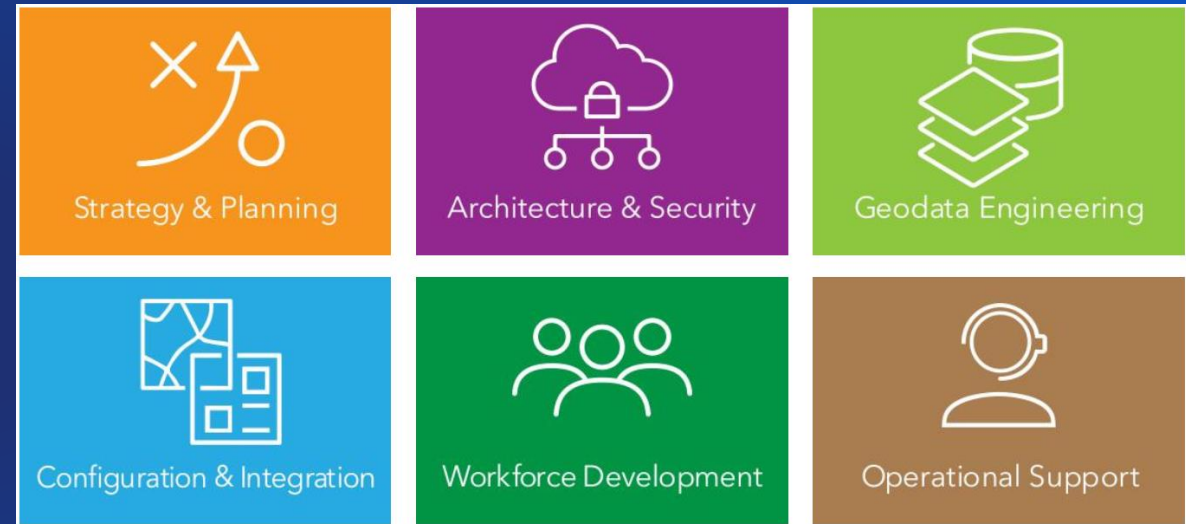 Strategy & Planning
Architecture & Security
Geodata Engineering
Configuration & Integration
Workforce Development
Operational Support